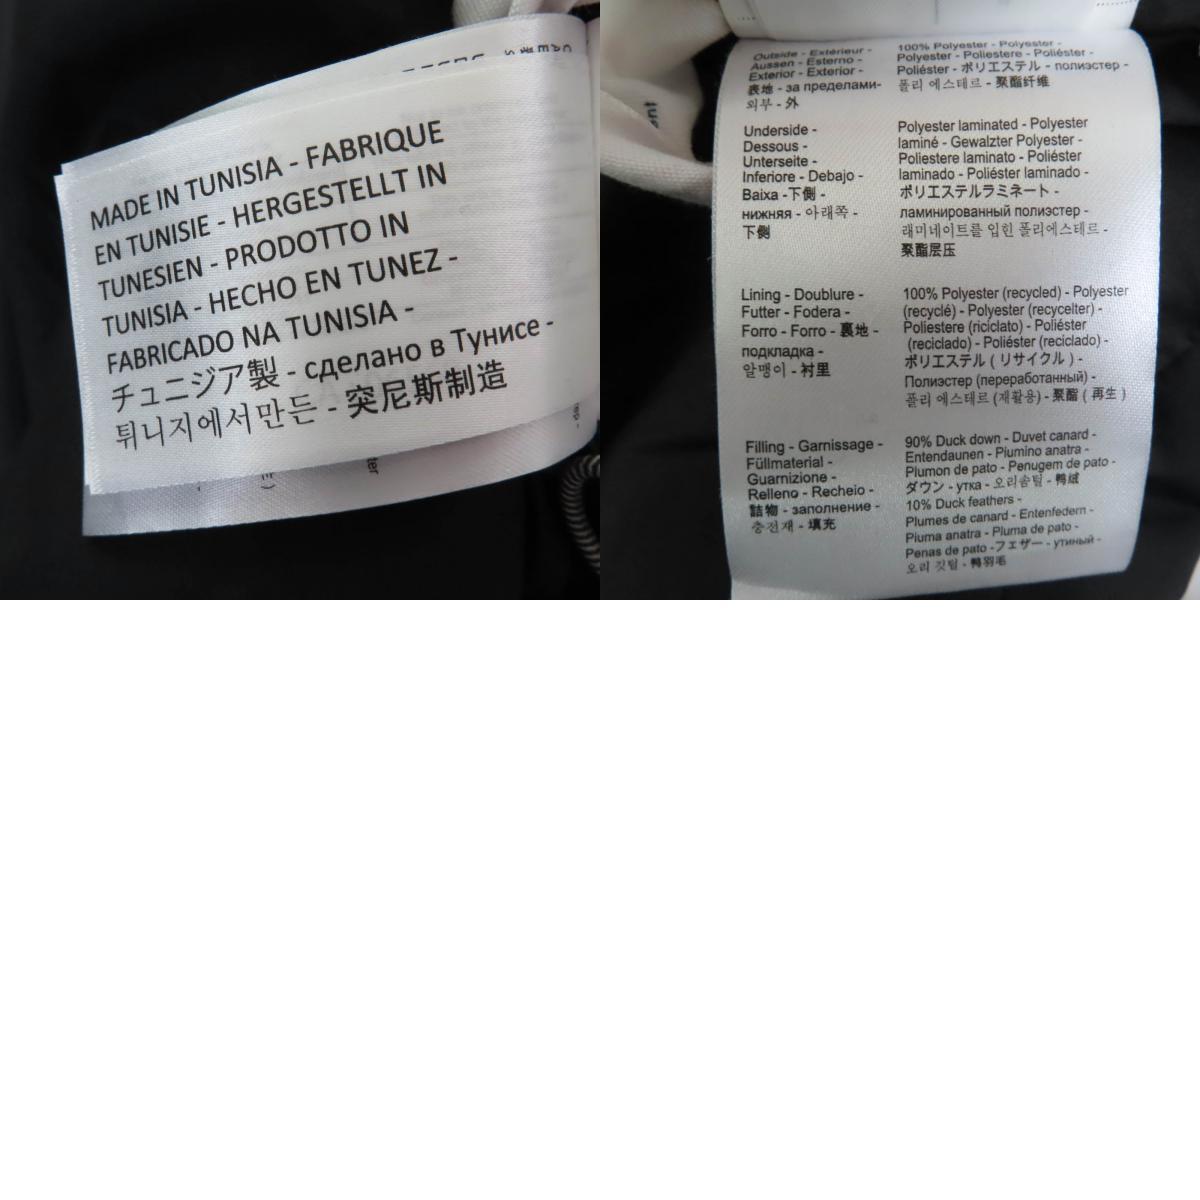 MADE IN TUNISIA - FABRIQUE
EN TUNISIE - HERGESTELLT IN
TUNESIEN - PRODOTTO IN
TUNISIA - HECHO EN TUNEZ -
FABRICADO NA TUNISIA -
チュニジア製 - сделано в Тунисе -
튀니지에서 만든 - 突尼斯制造
Outside - Extérieur -
Aussen - Esterno -
Exterior - Exterior -
表地 - за пределами-
외부 - 外
100% Polyester - Polyester -
Polyester - Poliestere - Poliéster -
Poliéster - ポリエステル - полиэстер -
폴리 에스테르 - 聚酯纤维
Underside -
Dessous -
Unterseite -
Inferiore - Debajo -
Baixa -下側 -
нижняя - 아래쪽 -
下侧
Polyester laminated - Polyester
laminé - Gewalzter Polyester -
Poliestere laminato - Poliéster
laminado - Poliéster laminado -
ポリエステルラミネート -
ламинированный полиэстер -
래미네이트를 입힌 폴리에스테르 -
聚酯层压
Lining - Doublure -
Futter - Fodera -
Forro - Forro - 裏地 -
подкладка -
알맹이 - 衬里
100% Polyester (recycled) - Polyester
(recyclé) - Polyester (recycelter) -
Poliestere (riciclato) - Poliéster
(reciclado) - Poliéster (reciclado) -
ポリエステル ( リサイクル ) -
Полиэстер (переработанный) -
폴리 에스테르 (재활용) - 聚酯 ( 再生 )
Filling - Garnissage -
Füllmaterial -
Guarnizione -
Relleno - Recheio -
詰物 - заполнение -
충전재 - 填充
90% Duck down - Duvet canard -
Entendaunen - Plumino anatra -
Plumon de pato - Penugem de pato -
ダウン - утка - 오리솜털 - 鸭绒
10% Duck feathers -
Plumes de canard - Entenfedern -
Piuma anatra - Pluma de pato -
Penas de pato -フェザー - утиный -
오리 깃털 - 鸭羽毛